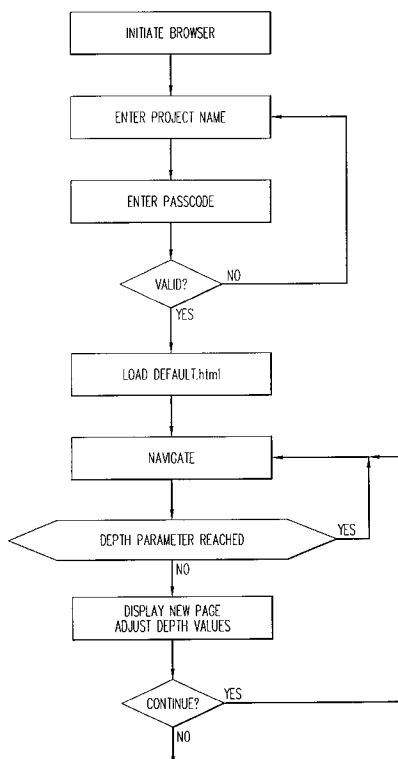 INITIATE BROWSER
ENTER PROJECT NAME
ENTER PASSCODE
VALID?
NO
YES
LOAD DEFAULT.html
NAVIGATE
DEPTH PARAMETER REACHED
YES
NO
DISPLAY NEW PAGE
ADJUST DEPTH VALUES
CONTINUE?
YES
NO